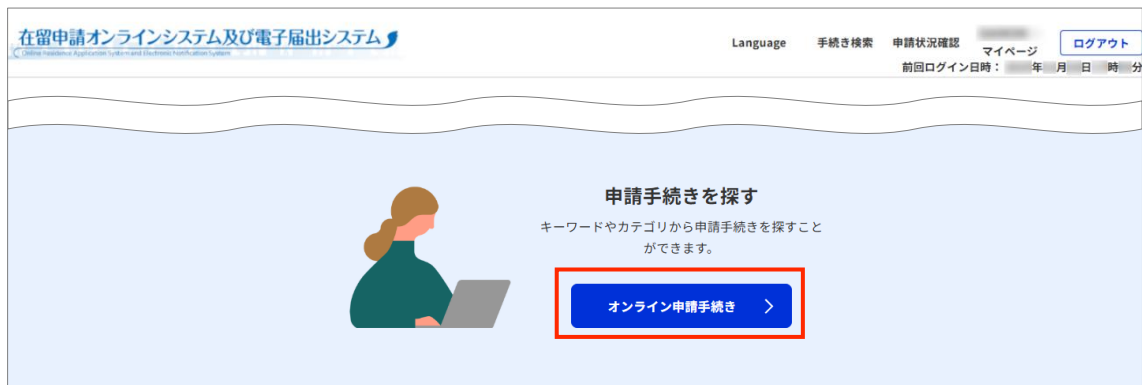 在留申請オンラインシステム及び電子届出システム
Online Residence Application System and Electronic Notification System
Language 手続き検索 申請状況確認 マイページ ログアウト
前回ログイン日時： 年 月 日 時 分
申請手続きを探す
キーワードやカテゴリから申請手続きを探すこと
ができます。
オンライン申請手続き